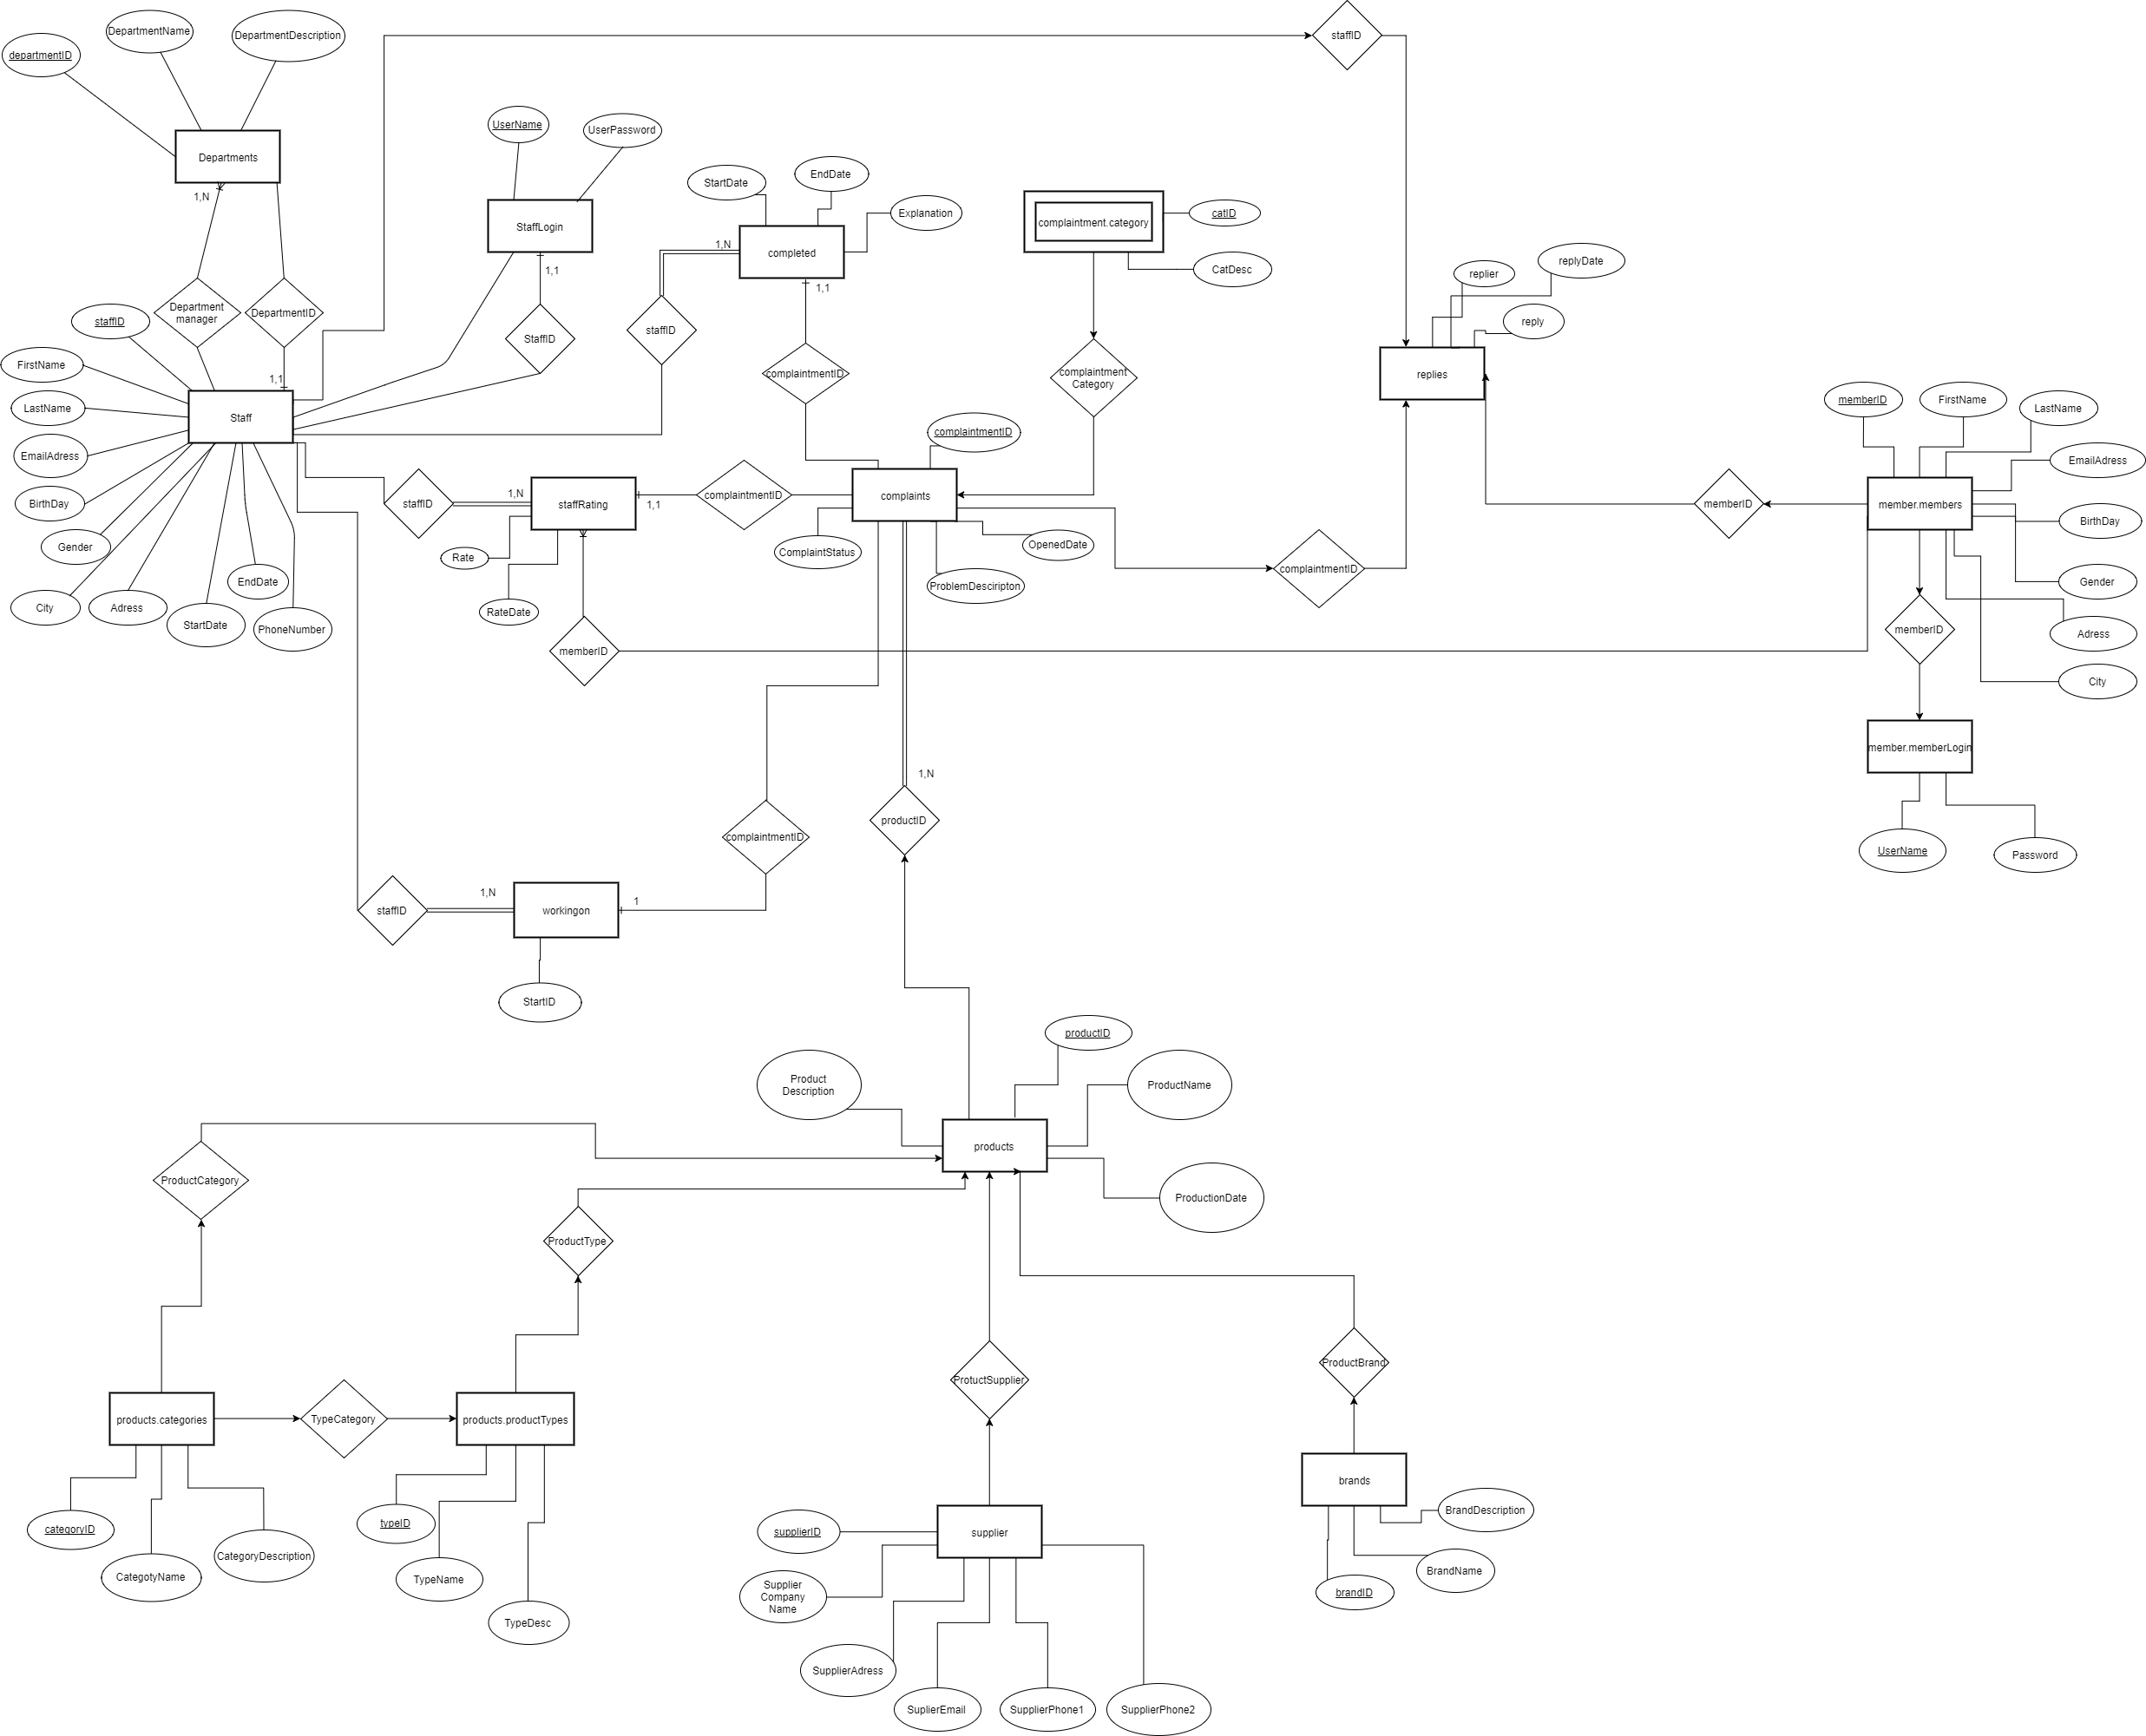 staffID
DepartmentName
DepartmentDescription
departmentID
UserName
UserPassword
Departments
1,N
StartDate
EndDate
Explanation
complaintment.category
catID
CatDesc
StaffLogin
completed
1,N
1,1
1,1
replier
replyDate
reply
Department
manager
DepartmentID
staffID
StaffID
staffID
complaintmentID
complaintment
Category
replies
FirstName
LastName
EmailAdress
BirthDay
Gender
City
Adress
StartDate
EndDate
PhoneNumber
1,1
Staff
complaintmentID
memberID
FirstName
LastName
EmailAdress
BirthDay
Gender
Adress
City
staffID
1,N
staffRating
1,1
complaintmentID
complaints
memberID
member.members
Rate
RateDate
ComplaintStatus
OpenedDate
ProblemDesciripton
complaintmentID
memberID
memberID
member.memberLogin
UserName
Password
1,N
productID
complaintmentID
staffID
1,N
workingon
1
StartID
productID
Product
Description
ProductName
products
ProductionDate
ProductCategory
ProductType
ProtuctSupplier
ProductBrand
products.categories
TypeCategory
products.productTypes
brands
categoryID
CategotyName
CategoryDescription
typeID
TypeName
TypeDesc
supplierID
supplier
Supplier
Company
Name
SupplierAdress
SuplierEmail
SupplierPhone1
SupplierPhone2
BrandDescription
BrandName
brandID